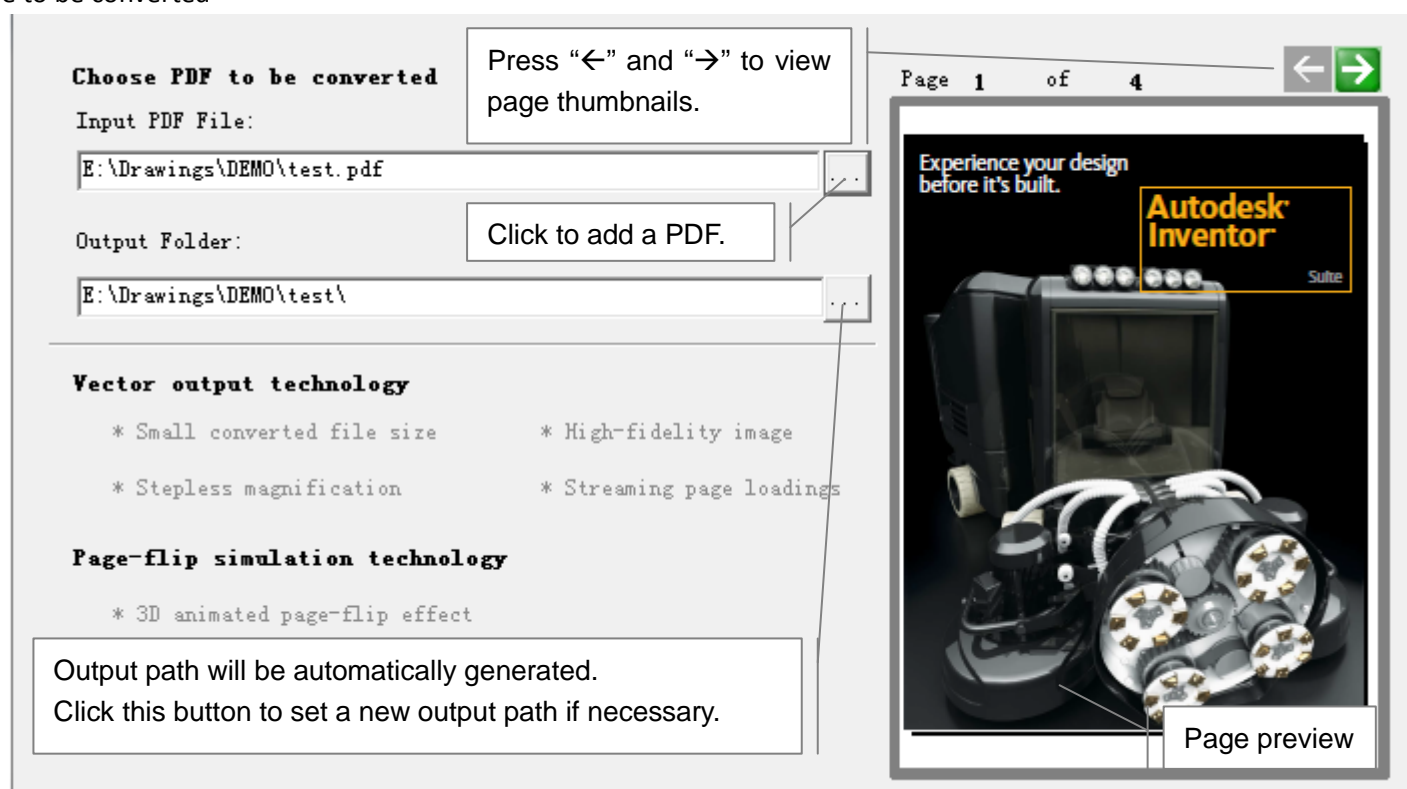 e to be converted
Choose PDF to be converted
Press “←” and “→” to view
page thumbnails.
Page 1 of 4
Input PDF File:
E:\Drawings\DEMO\test.pdf
...
Click to add a PDF.
Output Folder:
E:\Drawings\DEMO\test\
...
Vector output technology
* Small converted file size
* High-fidelity image
* Stepless magnification
* Streaming page loadings
Page-flip simulation technology
* 3D animated page-flip effect
Output path will be automatically generated.
Click this button to set a new output path if necessary.
Experience your design
before it's built.
Autodesk
Inventor
Suite
Page preview